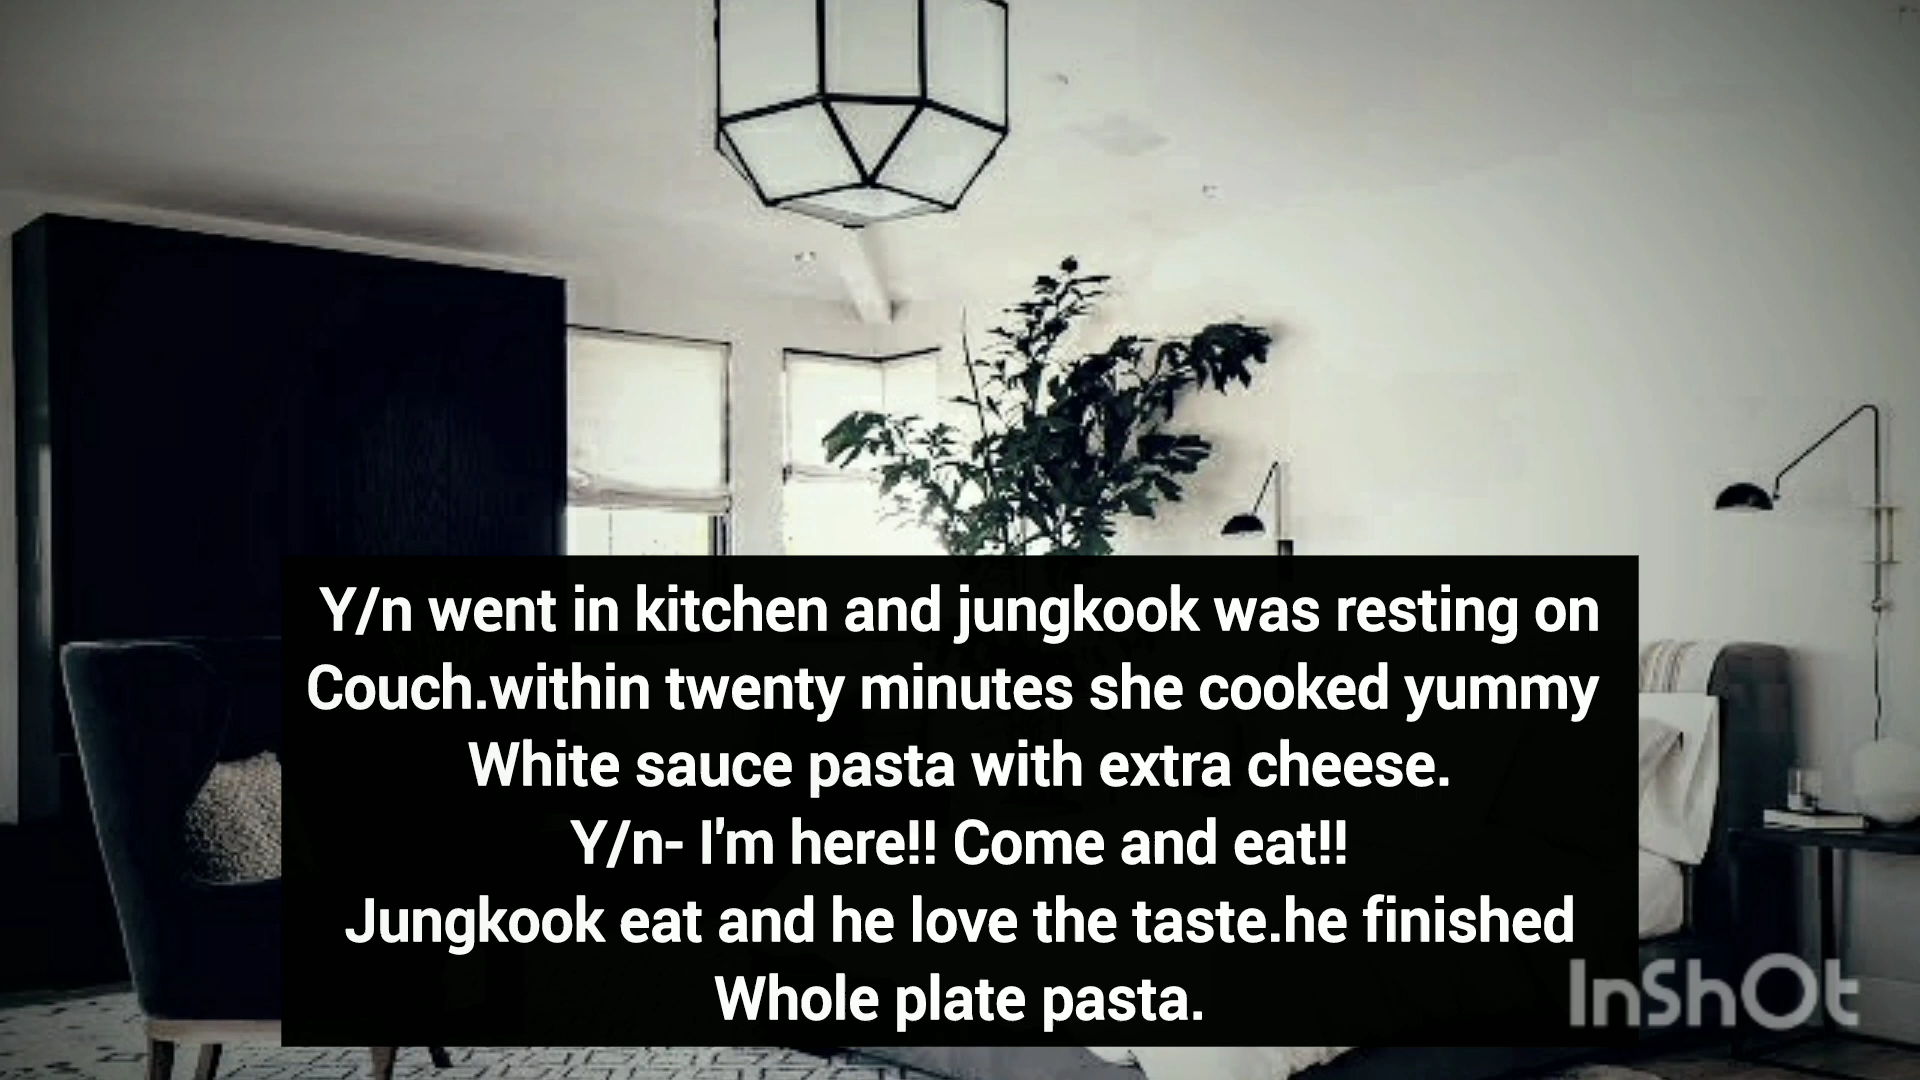 Y/n went in kitchen and jungkook was resting on
Couch.within twenty minutes she cooked yummy
White sauce pasta with extra cheese.
Y/n- I'm here!! Come and eat!!
Jungkook eat and he love the taste.he finished
Whole plate pasta.
InShOt